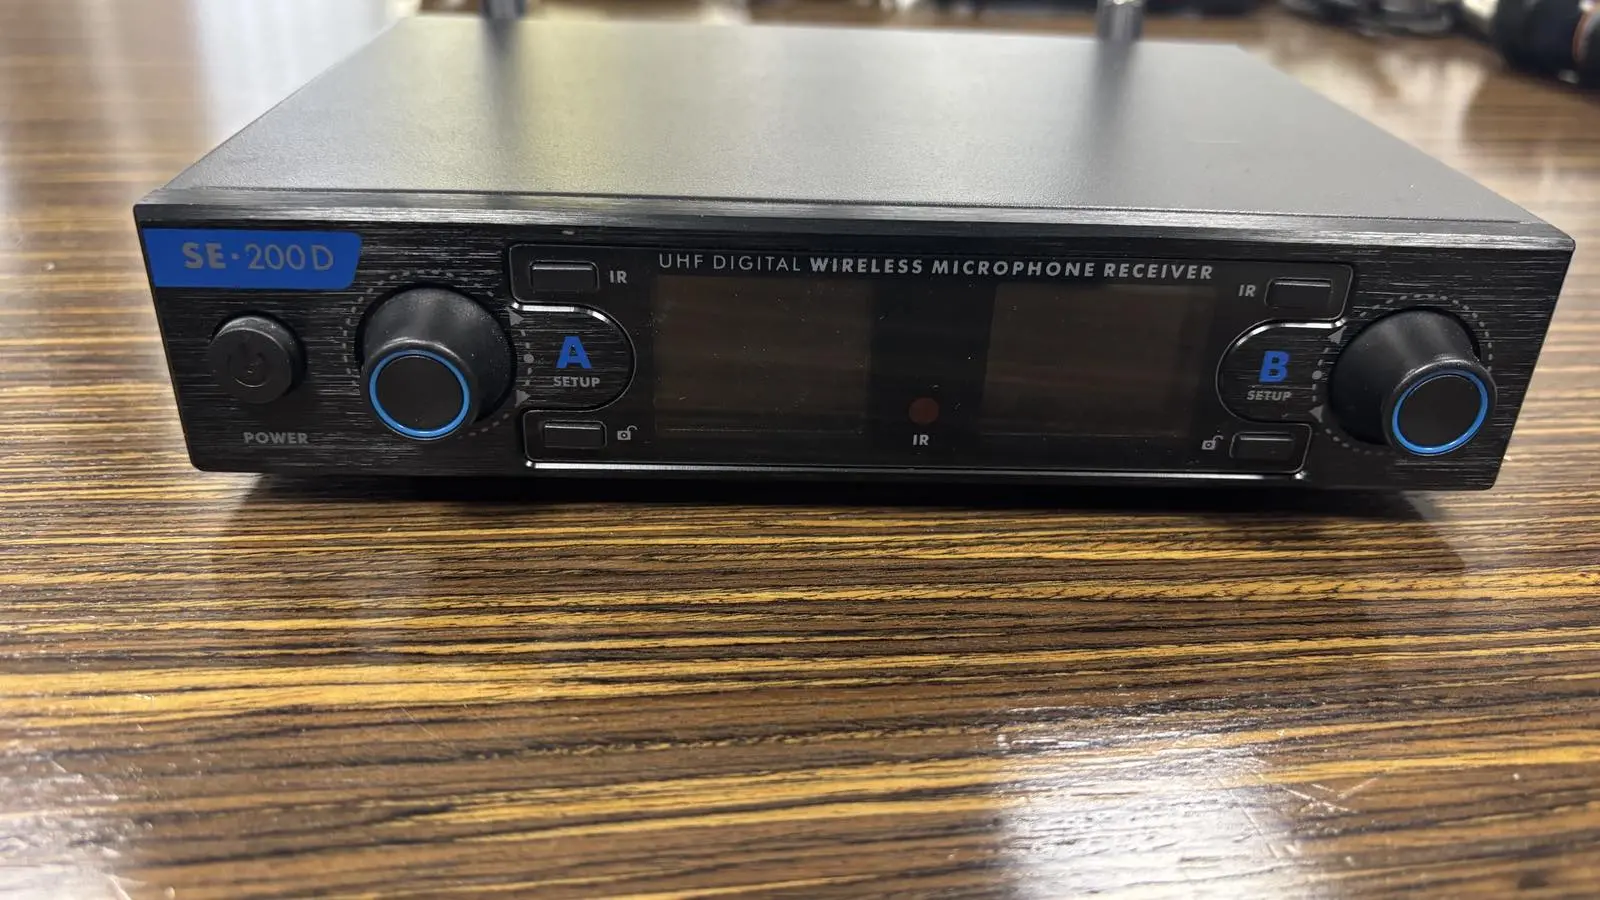 SE·200D
UHF DIGITAL WIRELESS MICROPHONE RECEIVER
IR
IR
A
SETUP
B
SETUP
POWER
IR